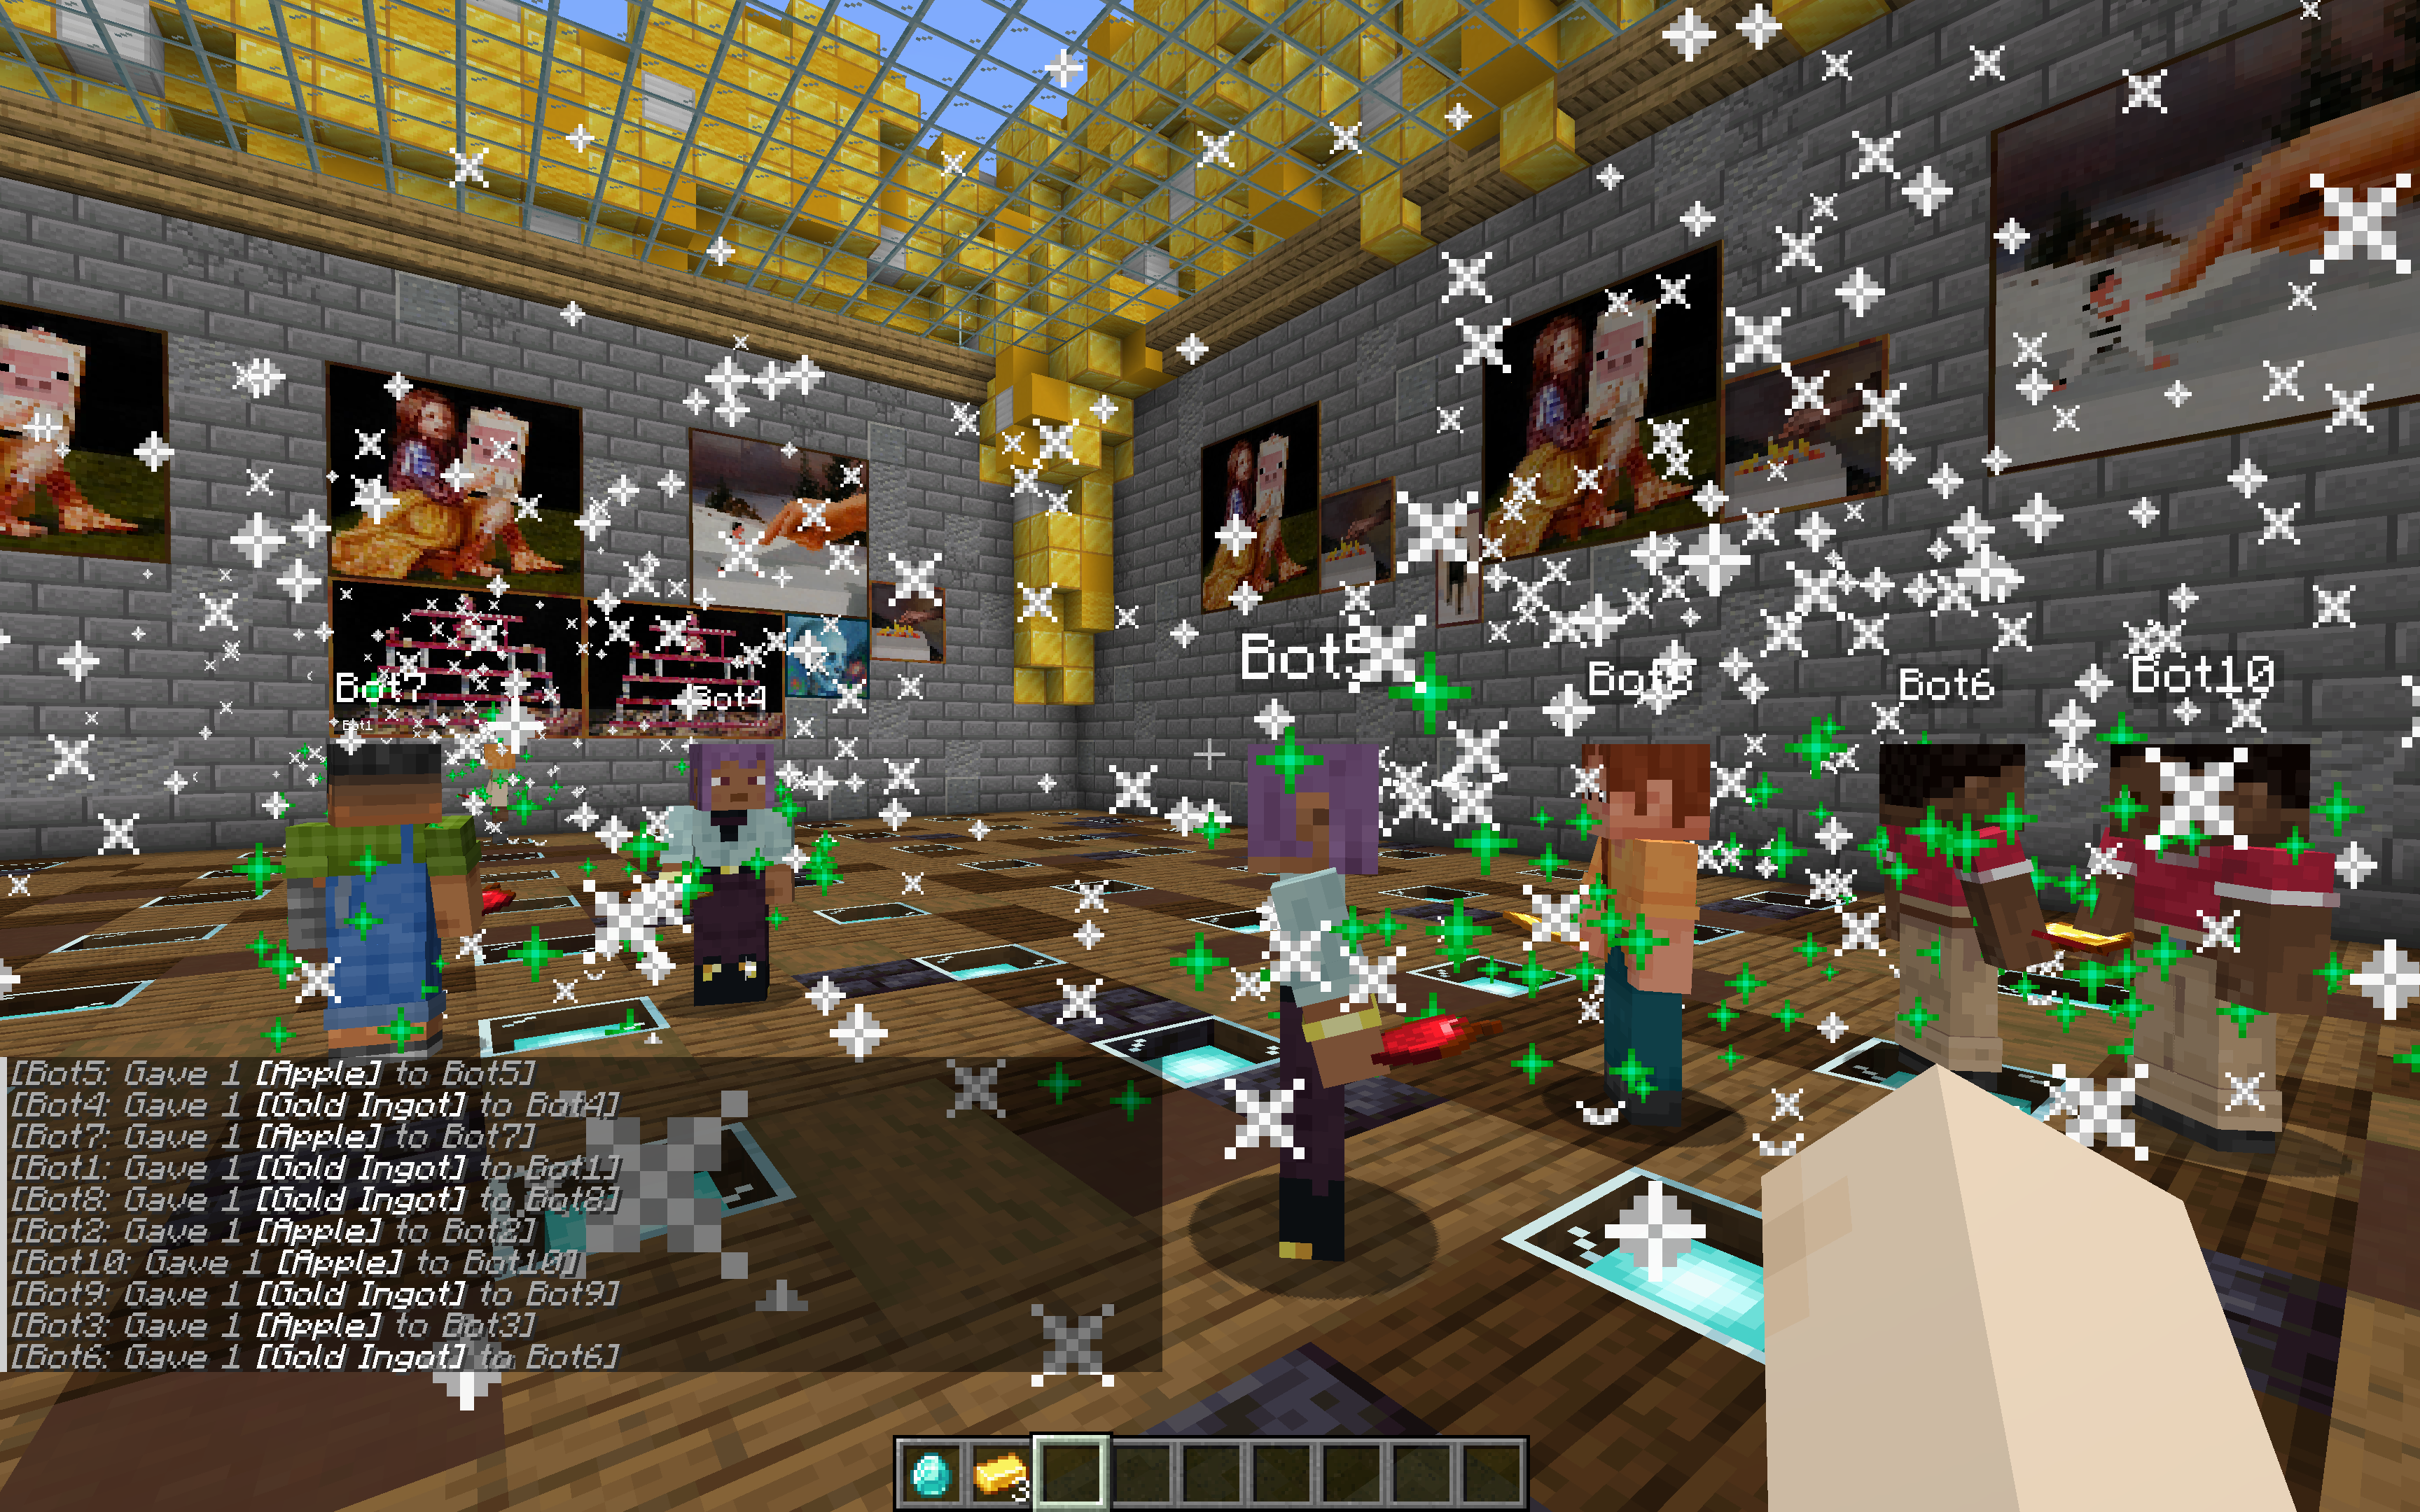 Bot5
Bot6
Bot10
Bot7
Bot4
Bot1
[Bot5: Gave 1 [Apple] to Bot5]
[Bot4: Gave 1 [Gold Ingot] to Bot4]
[Bot7: Gave 1 [Apple] to Bot7]
[Bot1: Gave 1 [Gold Ingot] to Bot1]
[Bot8: Gave 1 [Gold Ingot] to Bot8]
[Bot2: Gave 1 [Apple] to Bot2]
[Bot10: Gave 1 [Apple] to Bot10]
[Bot9: Gave 1 [Gold Ingot] to Bot9]
[Bot3: Gave 1 [Apple] to Bot3]
[Bot6: Gave 1 [Gold Ingot] to Bot6]
3